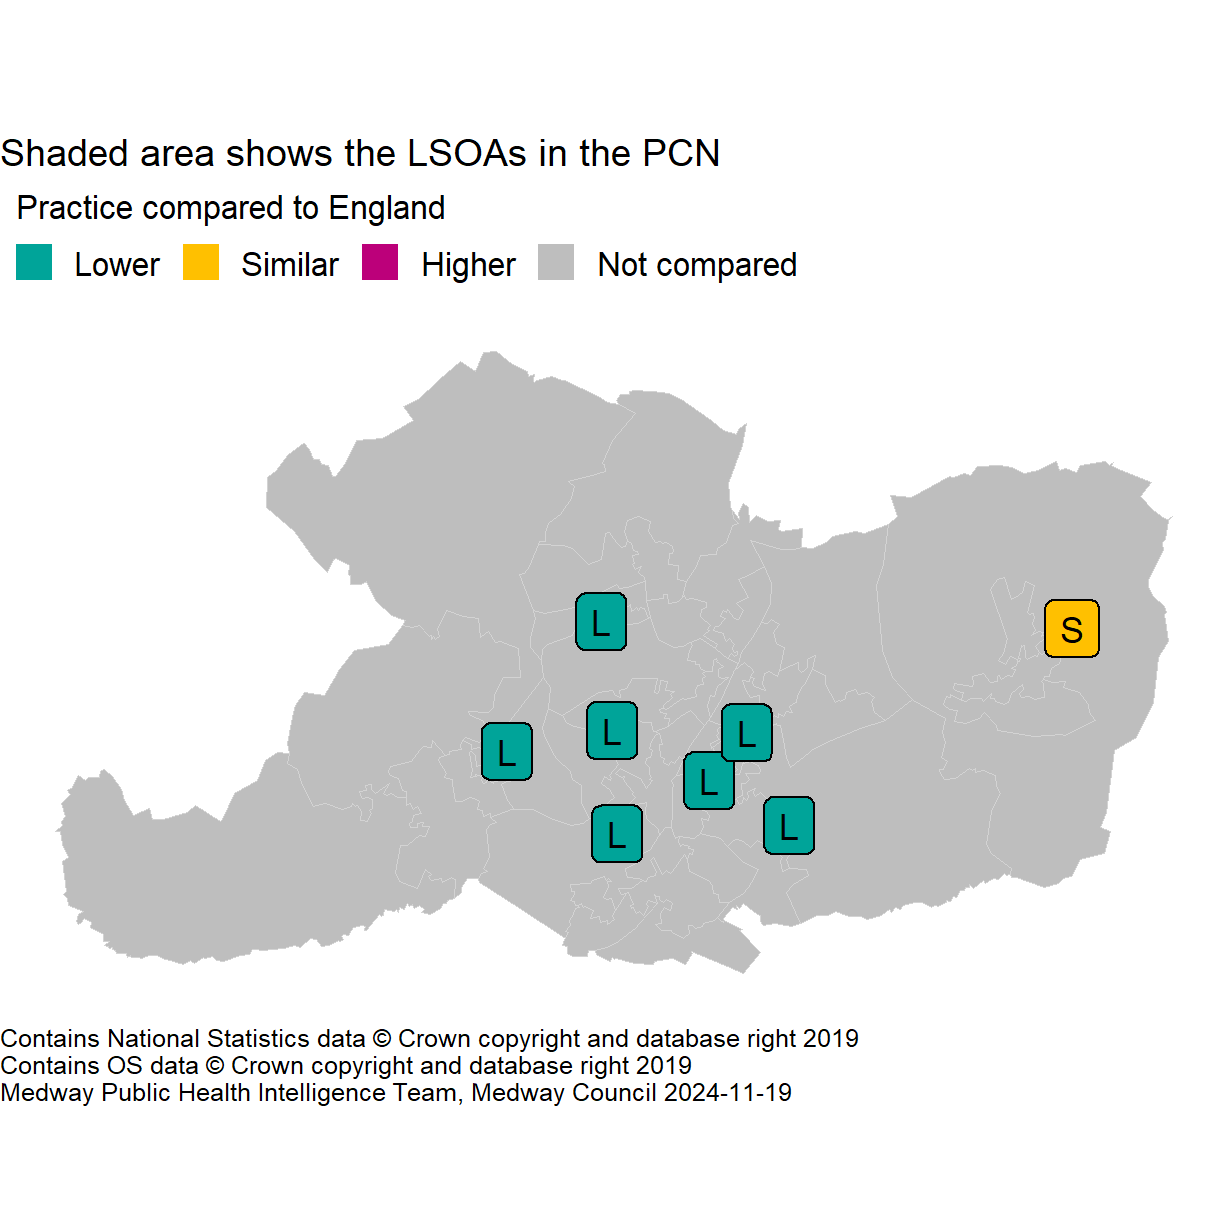 Shaded area shows the LSOAs in the PCN
Practice compared to England
Lower Similar Higher Not compared
L
S
L
L
L
L
L
L
Contains National Statistics data © Crown copyright and database right 2019
Contains OS data © Crown copyright and database right 2019
Medway Public Health Intelligence Team, Medway Council 2024-11-19